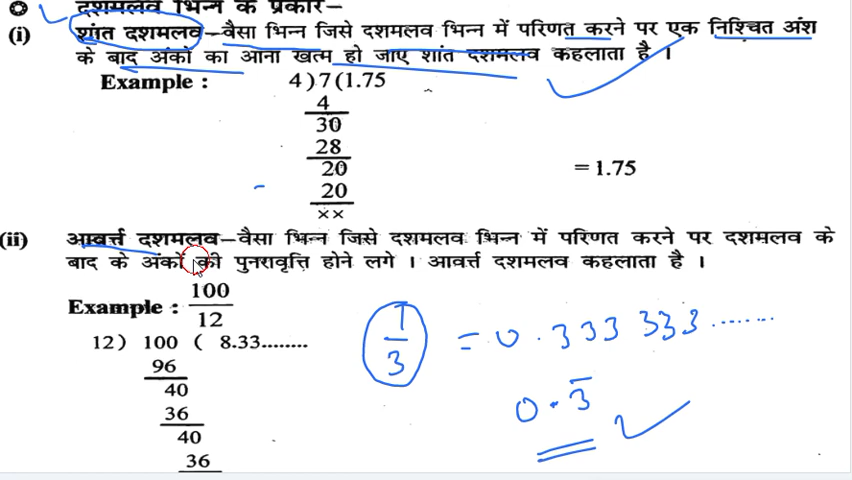 दशमलव भिन्न के प्रकार–
(i) शांत दशमलव–वैसा भिन्न जिसे दशमलव भिन्न में परिणत करने पर एक निश्चित अंश
के बाद अंकों का आना खत्म हो जाए शांत दशमलव कहलाता है ।
Example : 4) 7 (1.75
4
30
28
20
20
××
= 1.75
(ii) आवर्त्त दशमलव–वैसा भिन्न जिसे दशमलव भिन्न में परिणत करने पर दशमलव के
बाद के अंकों की पुनरावृत्ति होने लगे । आवर्त्त दशमलव कहलाता है ।
Example : 100/12
12) 100 ( 8.33........
96
40
36
40
36
1/3 = 0.333 333 .......
0.3̅